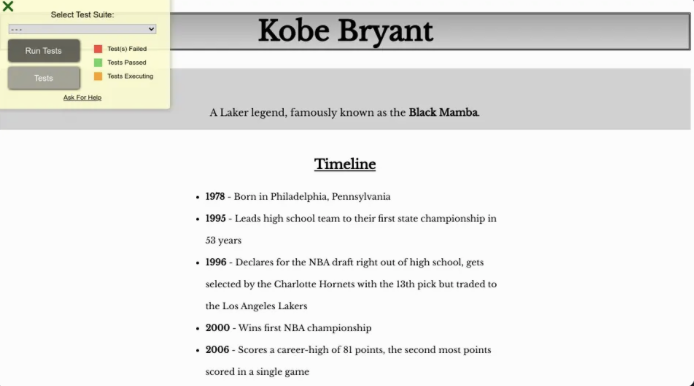 Select Test Suite:
---
Run Tests
Test(s) Failed
Tests Passed
Tests
Tests Executing
Ask For Help
Kobe Bryant
A Laker legend, famously known as the Black Mamba.
Timeline
1978 - Born in Philadelphia, Pennsylvania
1995 - Leads high school team to their first state championship in
53 years
1996 - Declares for the NBA draft right out of high school, gets
selected by the Charlotte Hornets with the 13th pick but traded to
the Los Angeles Lakers
2000 - Wins first NBA championship
2006 - Scores a career-high of 81 points, the second most points
scored in a single game